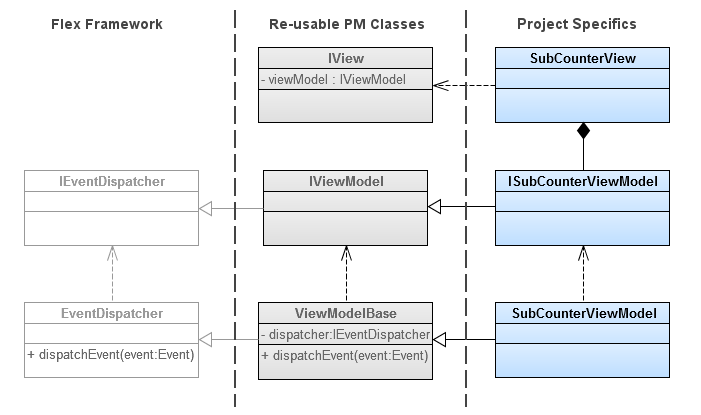 Flex Framework
Re-usable PM Classes
Project Specifics
IView
- viewModel : IViewModel
SubCounterView
IEventDispatcher
IViewModel
ISubCounterViewModel
EventDispatcher
+ dispatchEvent(event:Event)
ViewModelBase
- dispatcher:IEventDispatcher
+ dispatchEvent(event:Event)
SubCounterViewModel